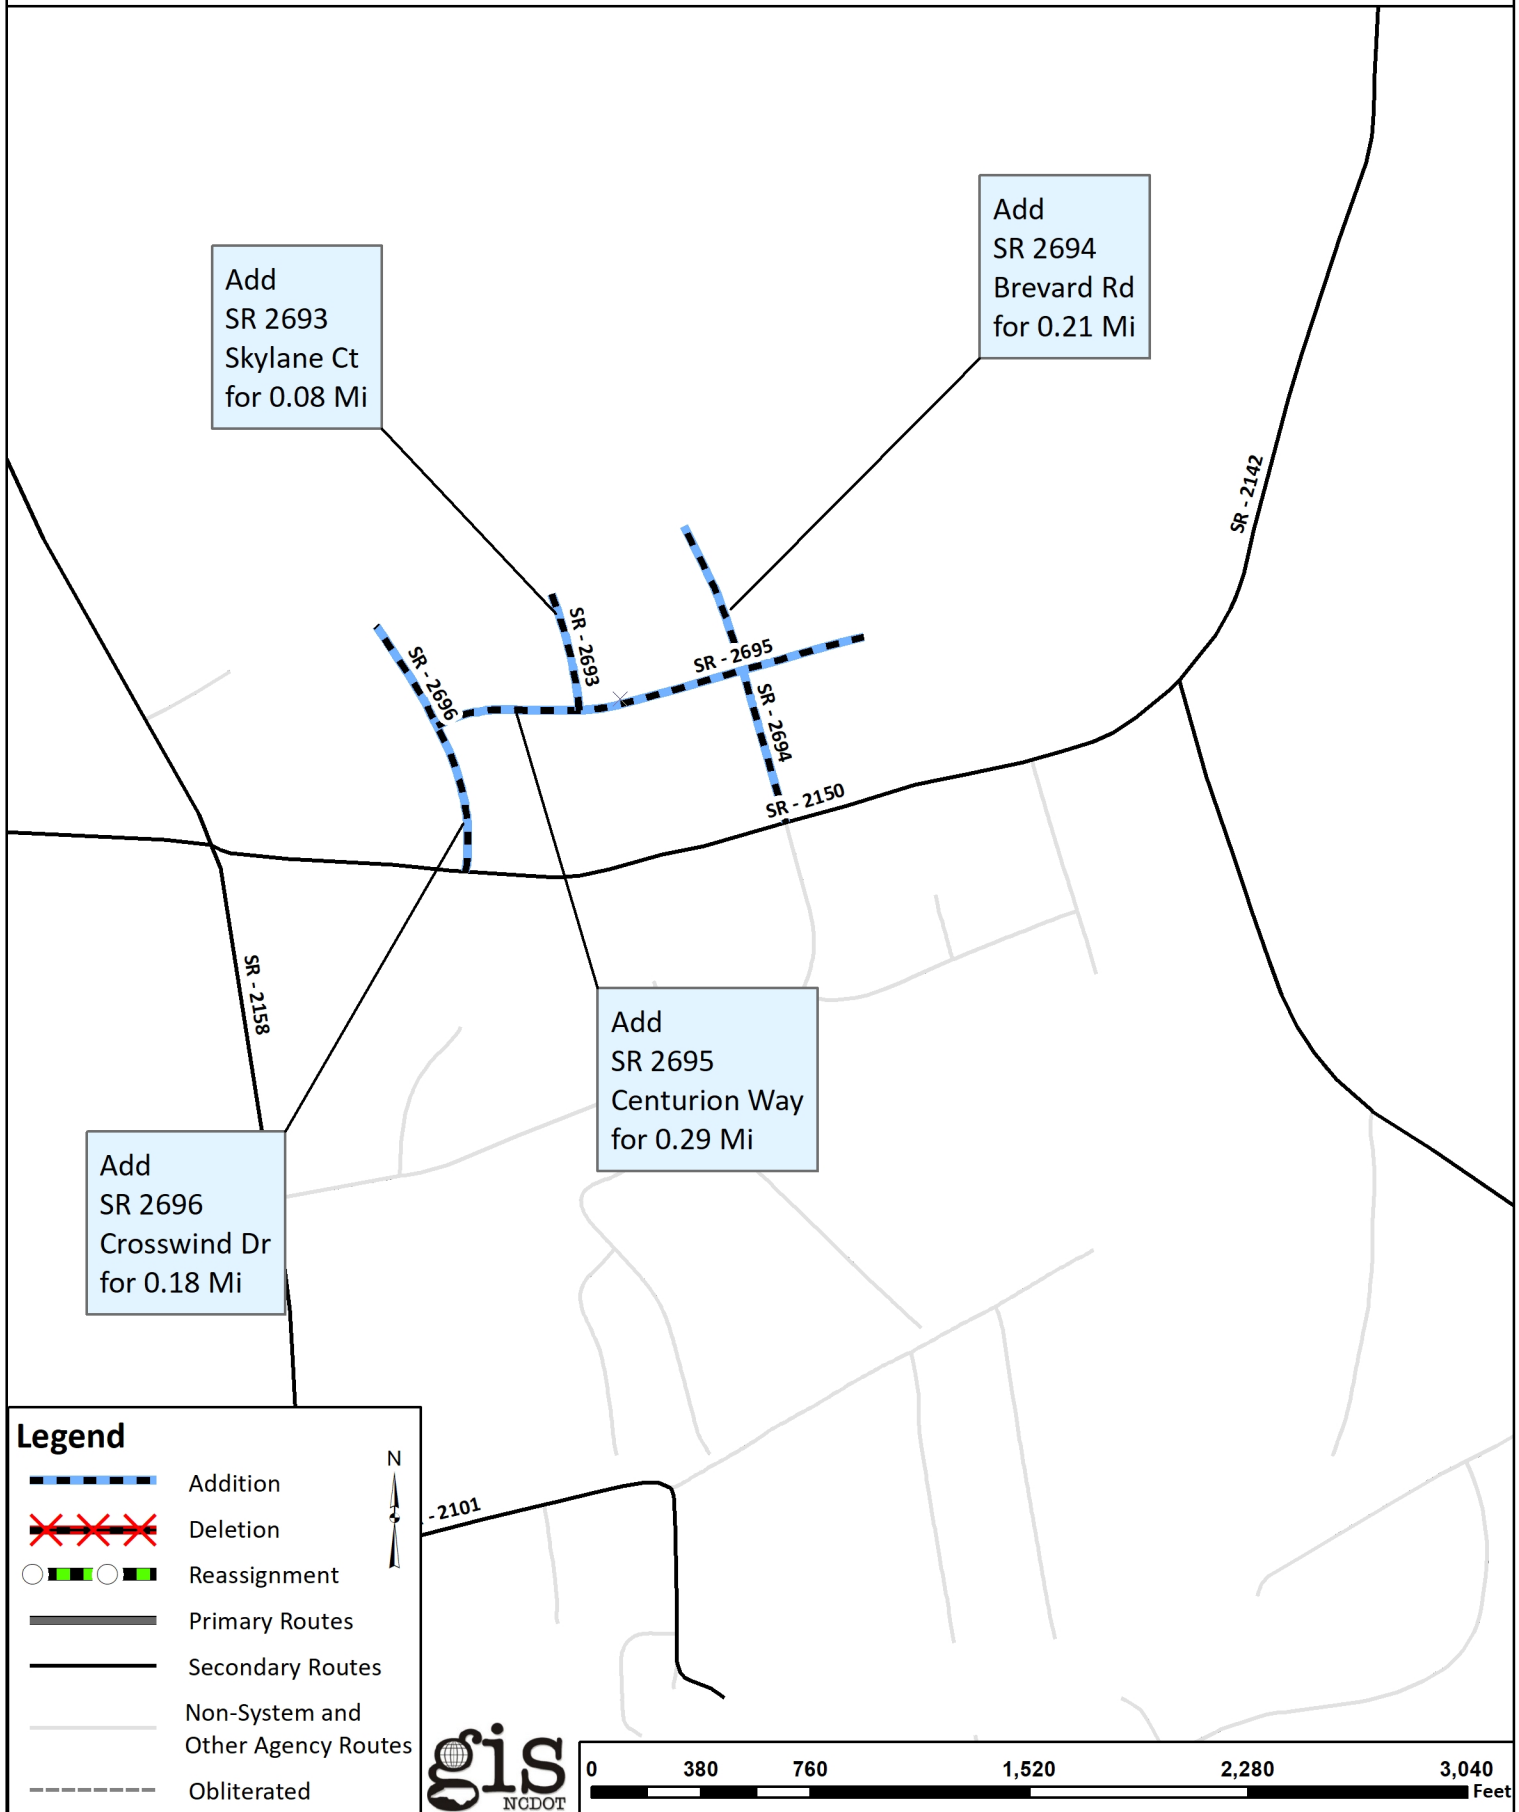 Add
SR 2694
Brevard Rd
for 0.21 Mi
Add
SR 2693
Skylane Ct
for 0.08 Mi
SR - 2142
SR - 2693
SR - 2695
SR - 2696
SR - 2694
SR - 2150
SR - 2158
Add
SR 2695
Centurion Way
for 0.29 Mi
Add
SR 2696
Crosswind Dr
for 0.18 Mi
Legend
N
Addition
Deletion
Reassignment
Primary Routes
Secondary Routes
Non-System and
Other Agency Routes
Obliterated
- 2101
gis
NCDOT
0 380 760 1,520 2,280 3,040
Feet